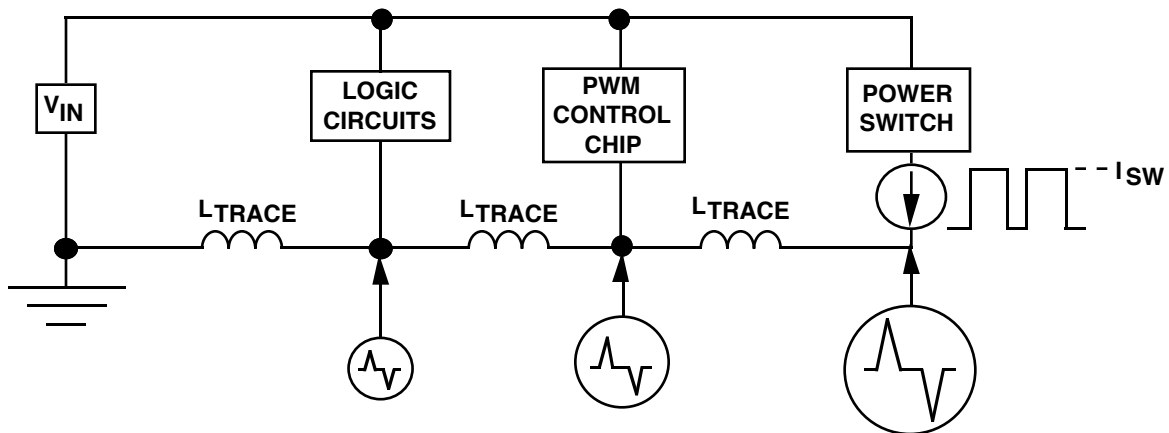 VIN
LOGIC
CIRCUITS
PWM
CONTROL
CHIP
POWER
SWITCH
ISW
LTRACE
LTRACE
LTRACE